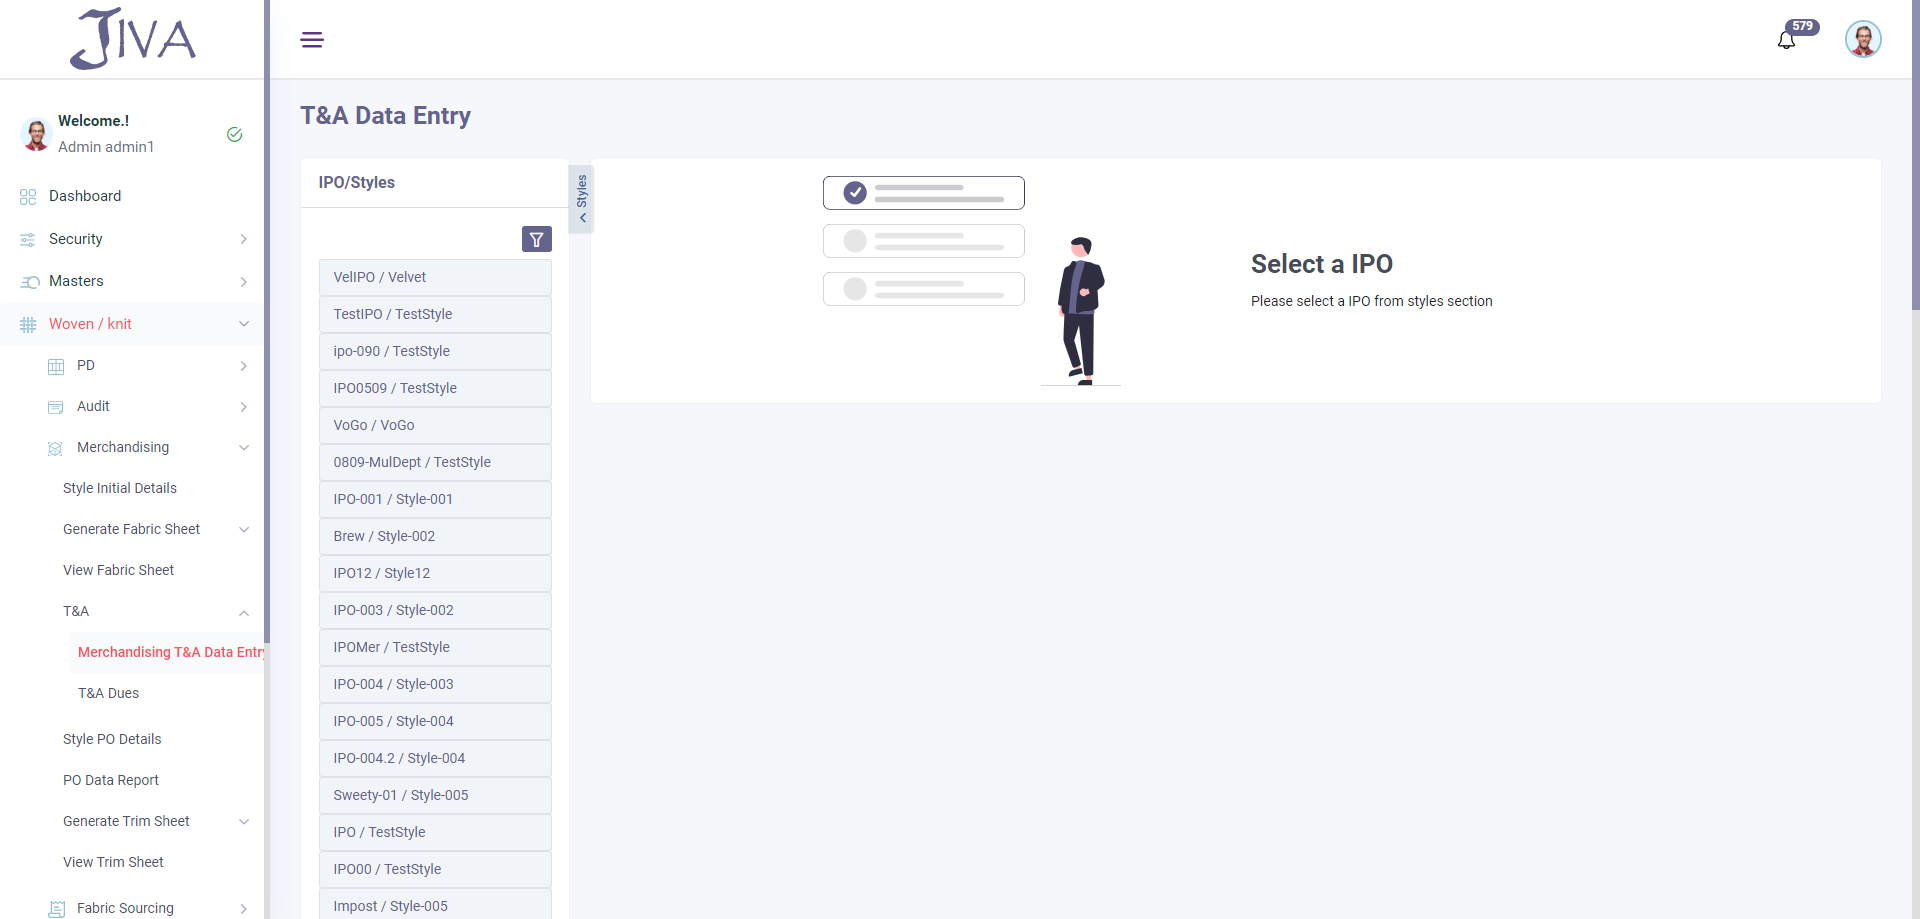 JIVA
579
Welcome.!
Admin admin1
Dashboard
Security
Masters
Woven / knit
PD
Audit
Merchandising
Style Initial Details
Generate Fabric Sheet
View Fabric Sheet
T&A
Merchandising T&A Data Entry
T&A Dues
Style PO Details
PO Data Report
Generate Trim Sheet
View Trim Sheet
Fabric Sourcing
T&A Data Entry
IPO/Styles
Styles
VelIPO / Velvet
TestIPO / TestStyle
ipo-090 / TestStyle
IPO0509 / TestStyle
VoGo / VoGo
0809-MulDept / TestStyle
IPO-001 / Style-001
Brew / Style-002
IPO12 / Style12
IPO-003 / Style-002
IPOMer / TestStyle
IPO-004 / Style-003
IPO-005 / Style-004
IPO-004.2 / Style-004
Sweety-01 / Style-005
IPO / TestStyle
IPO00 / TestStyle
Impost / Style-005
Select a IPO
Please select a IPO from styles section